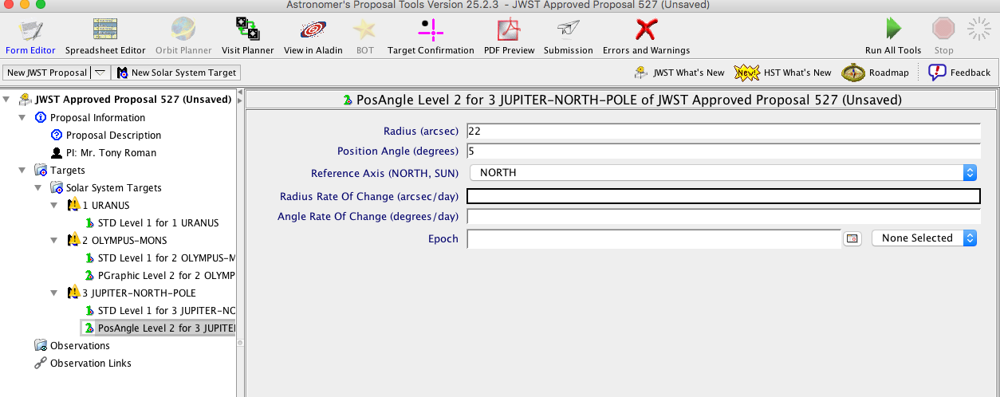 Astronomer's Proposal Tools Version 25.2.3 - JWST Approved Proposal 527 (Unsaved)
Form Editor Spreadsheet Editor Orbit Planner Visit Planner View in Aladin BOT Target Confirmation PDF Preview Submission Errors and Warnings Run All Tools Stop
New JWST Proposal New Solar System Target JWST What's New New! HST What's New Roadmap Feedback
JWST Approved Proposal 527 (Unsaved)
Proposal Information
Proposal Description
PI: Mr. Tony Roman
Targets
Solar System Targets
1 URANUS
STD Level 1 for 1 URANUS
2 OLYMPUS-MONS
STD Level 1 for 2 OLYMPUS-M
PGraphic Level 2 for 2 OLYMP
3 JUPITER-NORTH-POLE
STD Level 1 for 3 JUPITER-NO
PosAngle Level 2 for 3 JUPITE
Observations
Observation Links
PosAngle Level 2 for 3 JUPITER-NORTH-POLE of JWST Approved Proposal 527 (Unsaved)
Radius (arcsec) 22
Position Angle (degrees) 5
Reference Axis (NORTH, SUN) NORTH
Radius Rate Of Change (arcsec/day)
Angle Rate Of Change (degrees/day)
Epoch None Selected